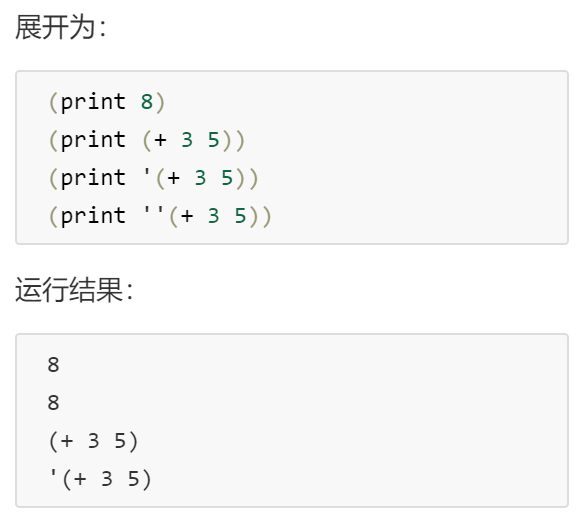 展开为：
(print 8)
(print (+ 3 5))
(print '(+ 3 5))
(print ''(+ 3 5))
运行结果：
8
8
(+ 3 5)
'(+ 3 5)